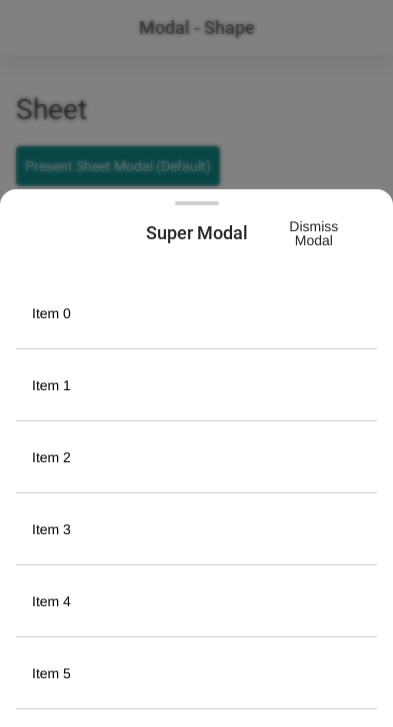 Modal - Shape
Sheet
Present Sheet Modal (Default)
Super Modal
Dismiss
Modal
Item 0
Item 1
Item 2
Item 3
Item 4
Item 5